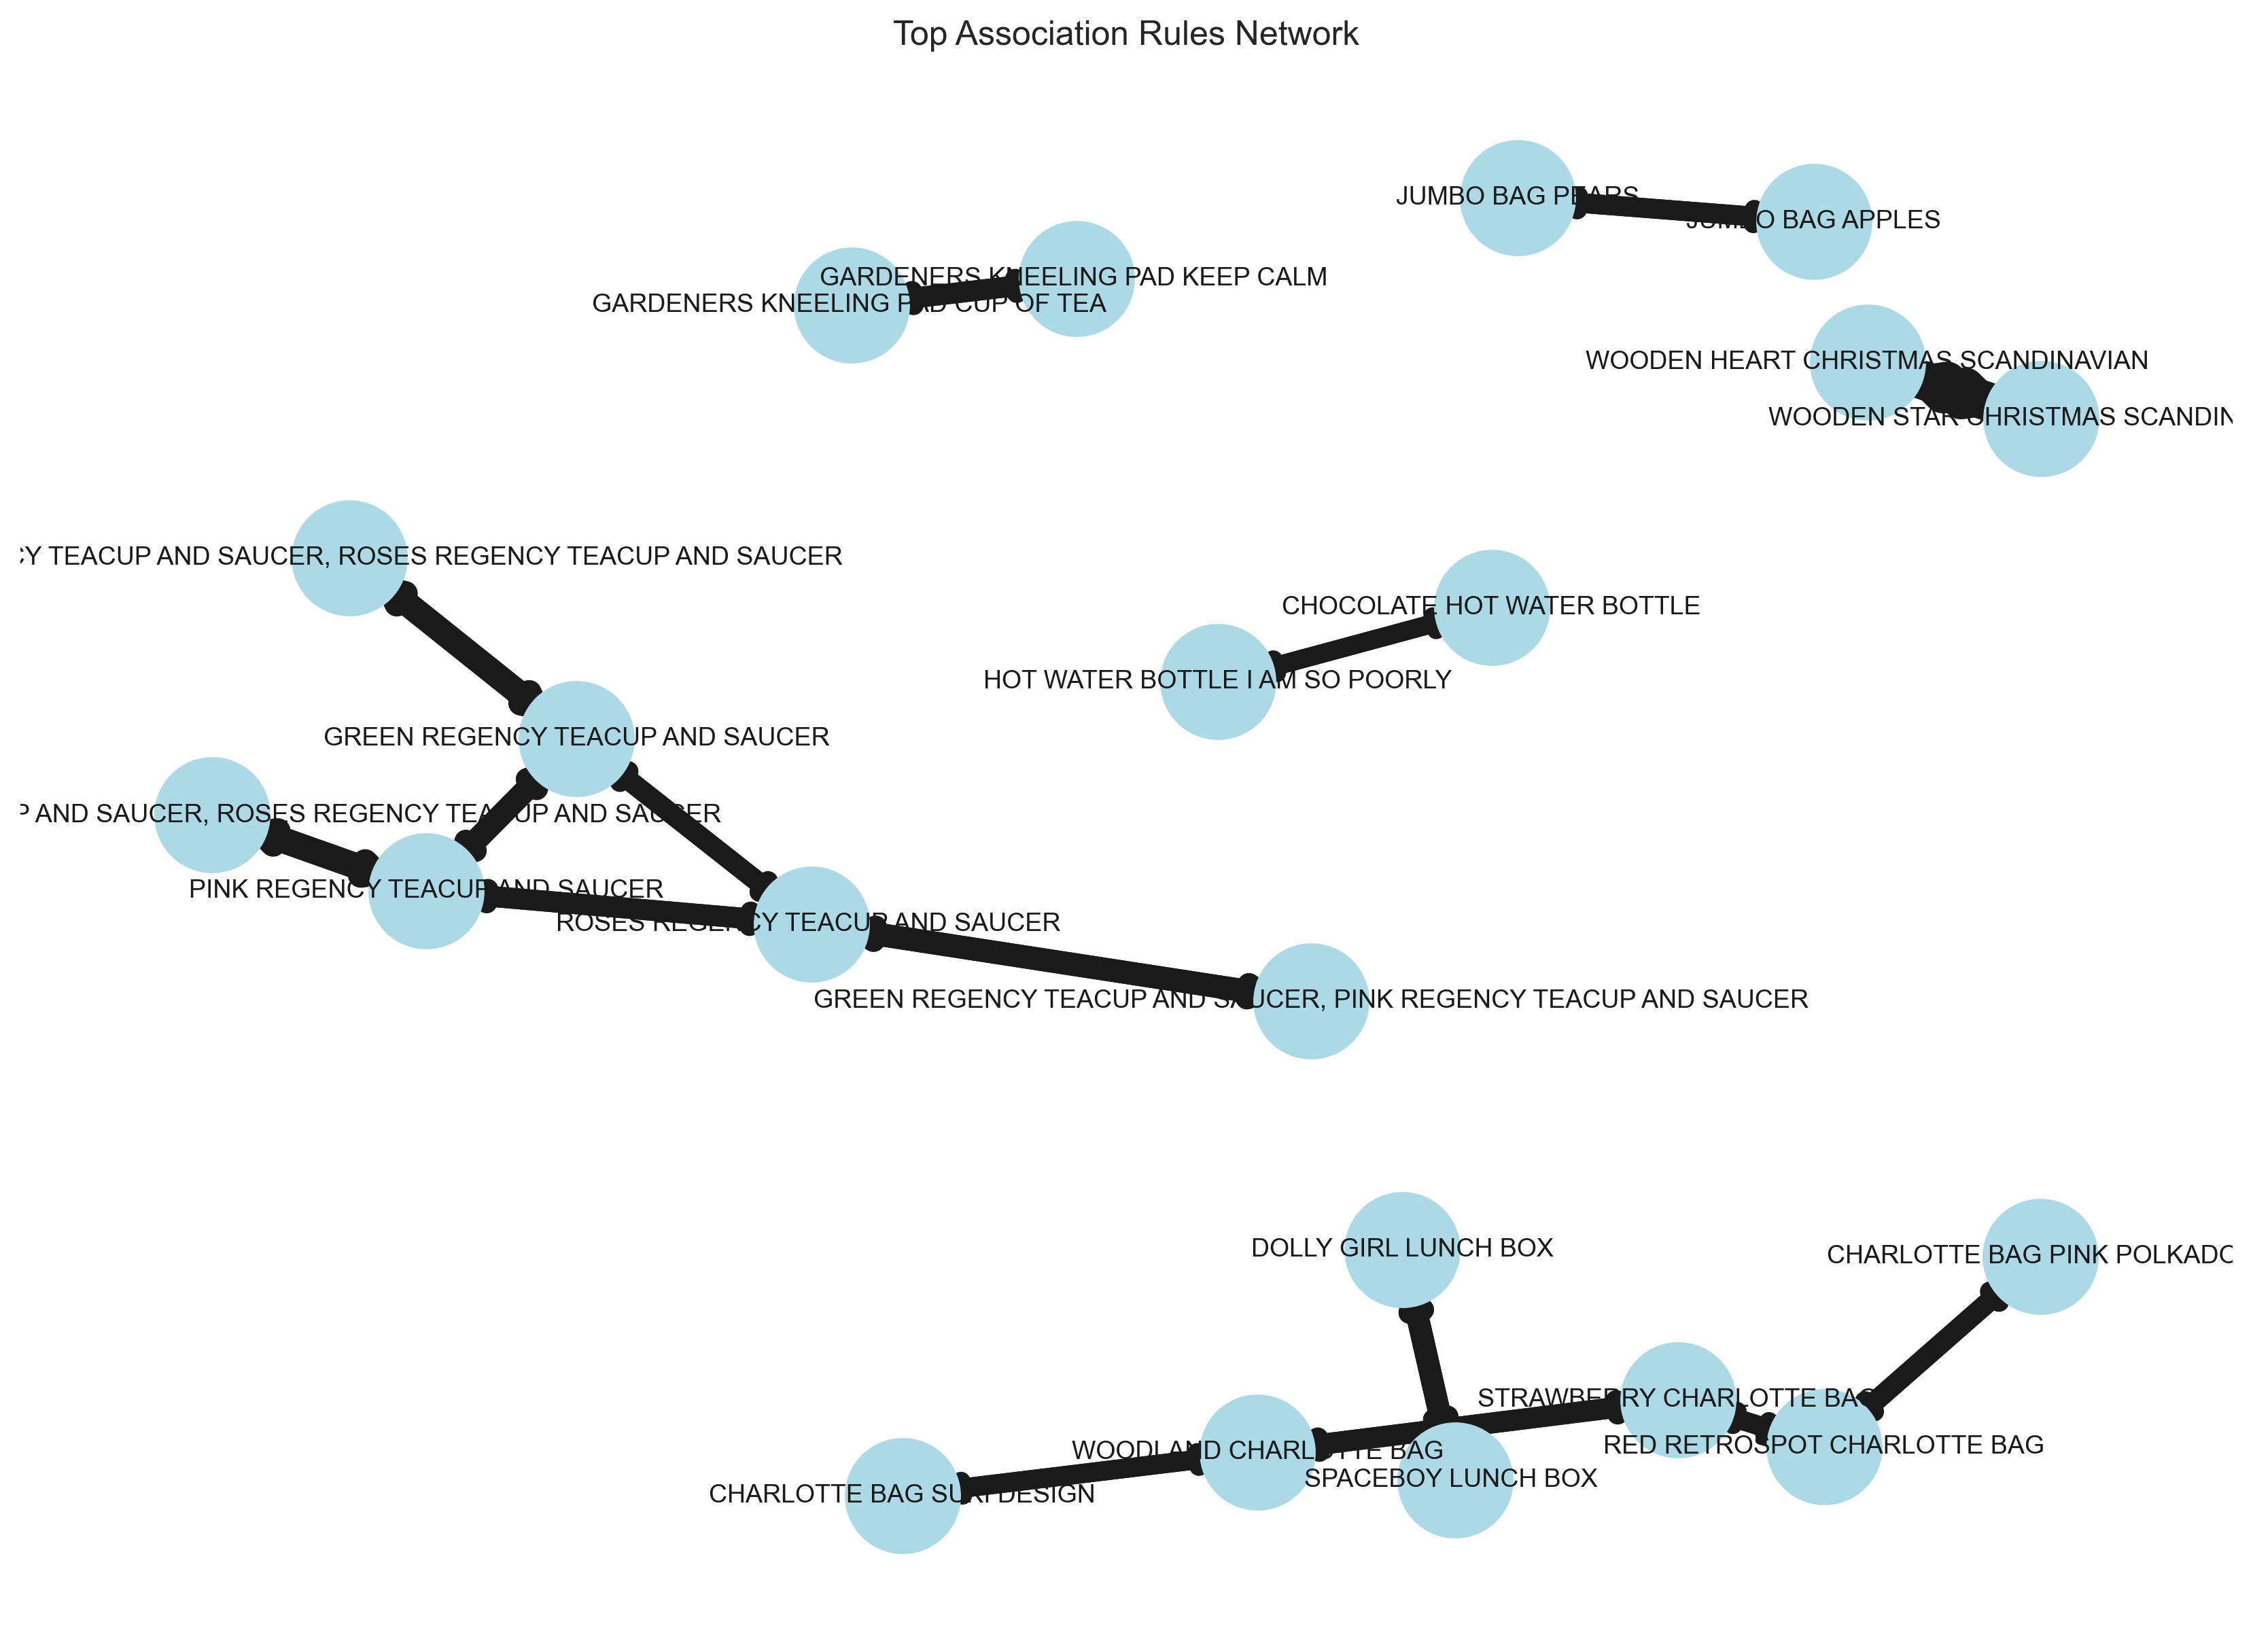 Top Association Rules Network
JUMBO BAG PEARS
JUMBO BAG APPLES
GARDENERS KNEELING PAD KEEP CALM
GARDENERS KNEELING PAD CUP OF TEA
WOODEN HEART CHRISTMAS SCANDINAVIAN
WOODEN STAR CHRISTMAS SCANDIN
TEACUP AND SAUCER, ROSES REGENCY TEACUP AND SAUCER
CHOCOLATE HOT WATER BOTTLE
HOT WATER BOTTLE I AM SO POORLY
GREEN REGENCY TEACUP AND SAUCER
AND SAUCER, ROSES REGENCY TEACUP AND SAUCER
PINK REGENCY TEACUP AND SAUCER
ROSES REGENCY TEACUP AND SAUCER
GREEN REGENCY TEACUP AND SAUCER, PINK REGENCY TEACUP AND SAUCER
DOLLY GIRL LUNCH BOX
CHARLOTTE BAG PINK POLKADO
STRAWBERRY CHARLOTTE BAG
RED RETROSPOT CHARLOTTE BAG
WOODLAND CHARLOTTE BAG
SPACEBOY LUNCH BOX
CHARLOTTE BAG SUKI DESIGN